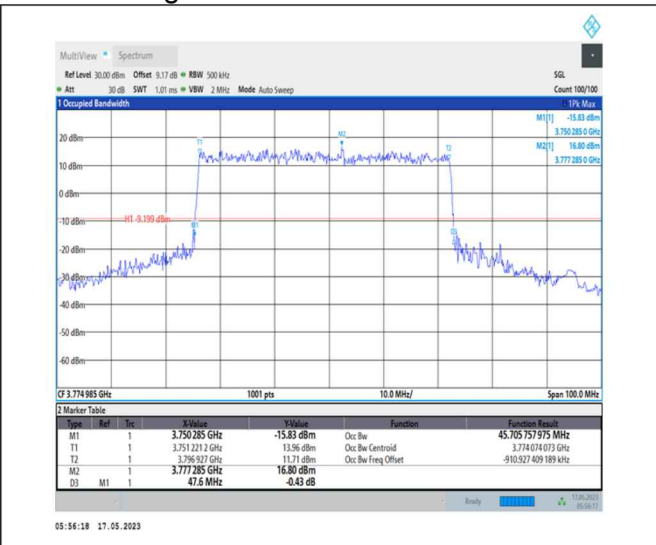 MultiView Spectrum
Ref Level 30.00 dBm Offset 9.17 dB RBW 500 kHz SGL
Att 30 dB SWT 1.01 ms VBW 2 MHz Mode Auto Sweep Count 100/100
1 Occupied Bandwidth 1Pk Max
M1[1] -15.83 dBm
3.750 285 0 GHz
M2[1] 16.80 dBm
3.777 285 0 GHz
M2
T1
T2
20 dBm
10 dBm
0 dBm
-10 dBm
H1 -9.199 dBm
M1
D3
-20 dBm
-30 dBm
-40 dBm
-50 dBm
-60 dBm
CF 3.774 985 GHz 1001 pts 10.0 MHz/ Span 100.0 MHz
2 Marker Table
Type Ref Trc X-Value Y-Value Function Function Result
M1 1 3.750 285 GHz -15.83 dBm Occ Bw 45.705 757 975 MHz
T1 1 3.751 221 2 GHz 13.96 dBm Occ Bw Centroid 3.774 074 073 GHz
T2 1 3.796 927 GHz 11.71 dBm Occ Bw Freq Offset -910.927 409 189 kHz
M2 1 3.777 285 GHz 16.80 dBm
D3 M1 1 47.6 MHz -0.43 dB
Ready 17.05.2023
05:56:17
05:56:18 17.05.2023